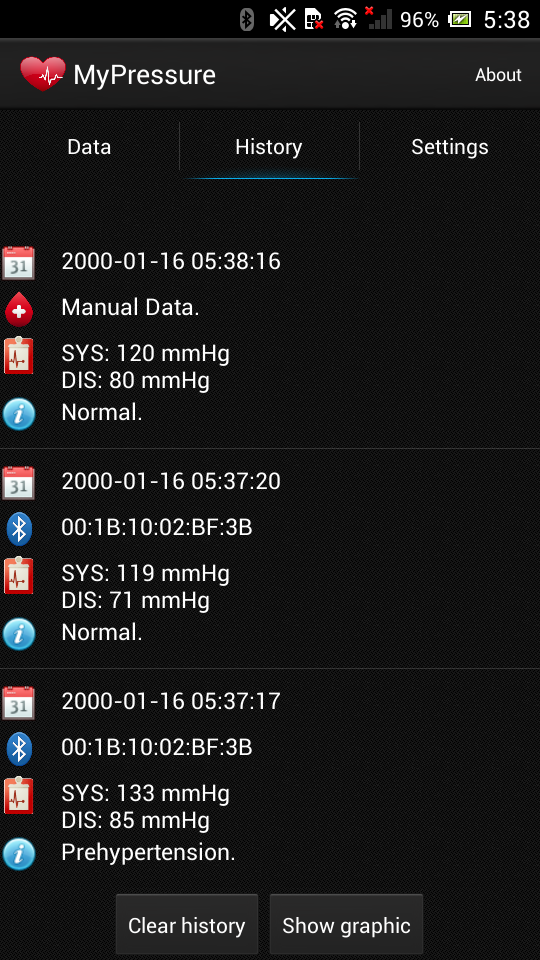 96% 5:38
MyPressure About
Data History Settings
31 2000-01-16 05:38:16
Manual Data.
SYS: 120 mmHg
DIS: 80 mmHg
Normal.
31 2000-01-16 05:37:20
00:1B:10:02:BF:3B
SYS: 119 mmHg
DIS: 71 mmHg
Normal.
31 2000-01-16 05:37:17
00:1B:10:02:BF:3B
SYS: 133 mmHg
DIS: 85 mmHg
Prehypertension.
Clear history Show graphic